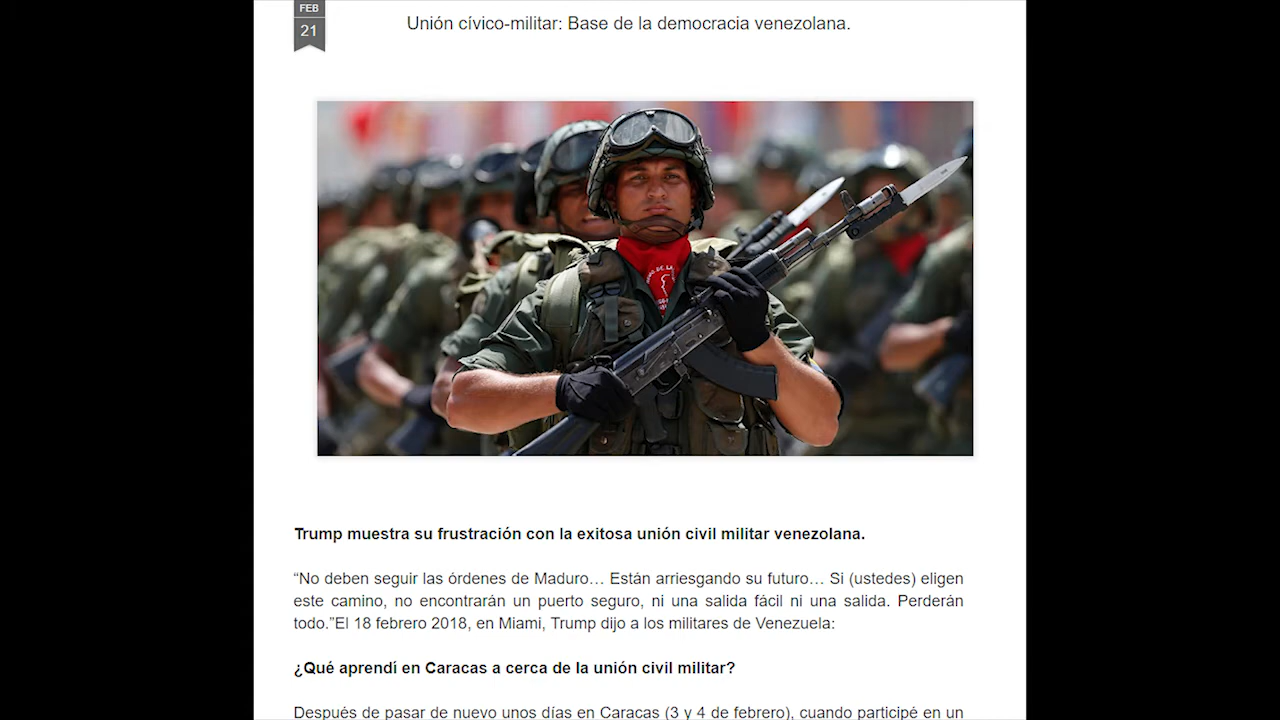 FEB
21
Unión cívico-militar: Base de la democracia venezolana.
Trump muestra su frustración con la exitosa unión civil militar venezolana.
“No deben seguir las órdenes de Maduro… Están arriesgando su futuro… Si (ustedes) eligen
este camino, no encontrarán un puerto seguro, ni una salida fácil ni una salida. Perderán
todo.”El 18 febrero 2018, en Miami, Trump dijo a los militares de Venezuela:
¿Qué aprendí en Caracas a cerca de la unión civil militar?
Después de pasar de nuevo unos días en Caracas (3 y 4 de febrero), cuando participé en un